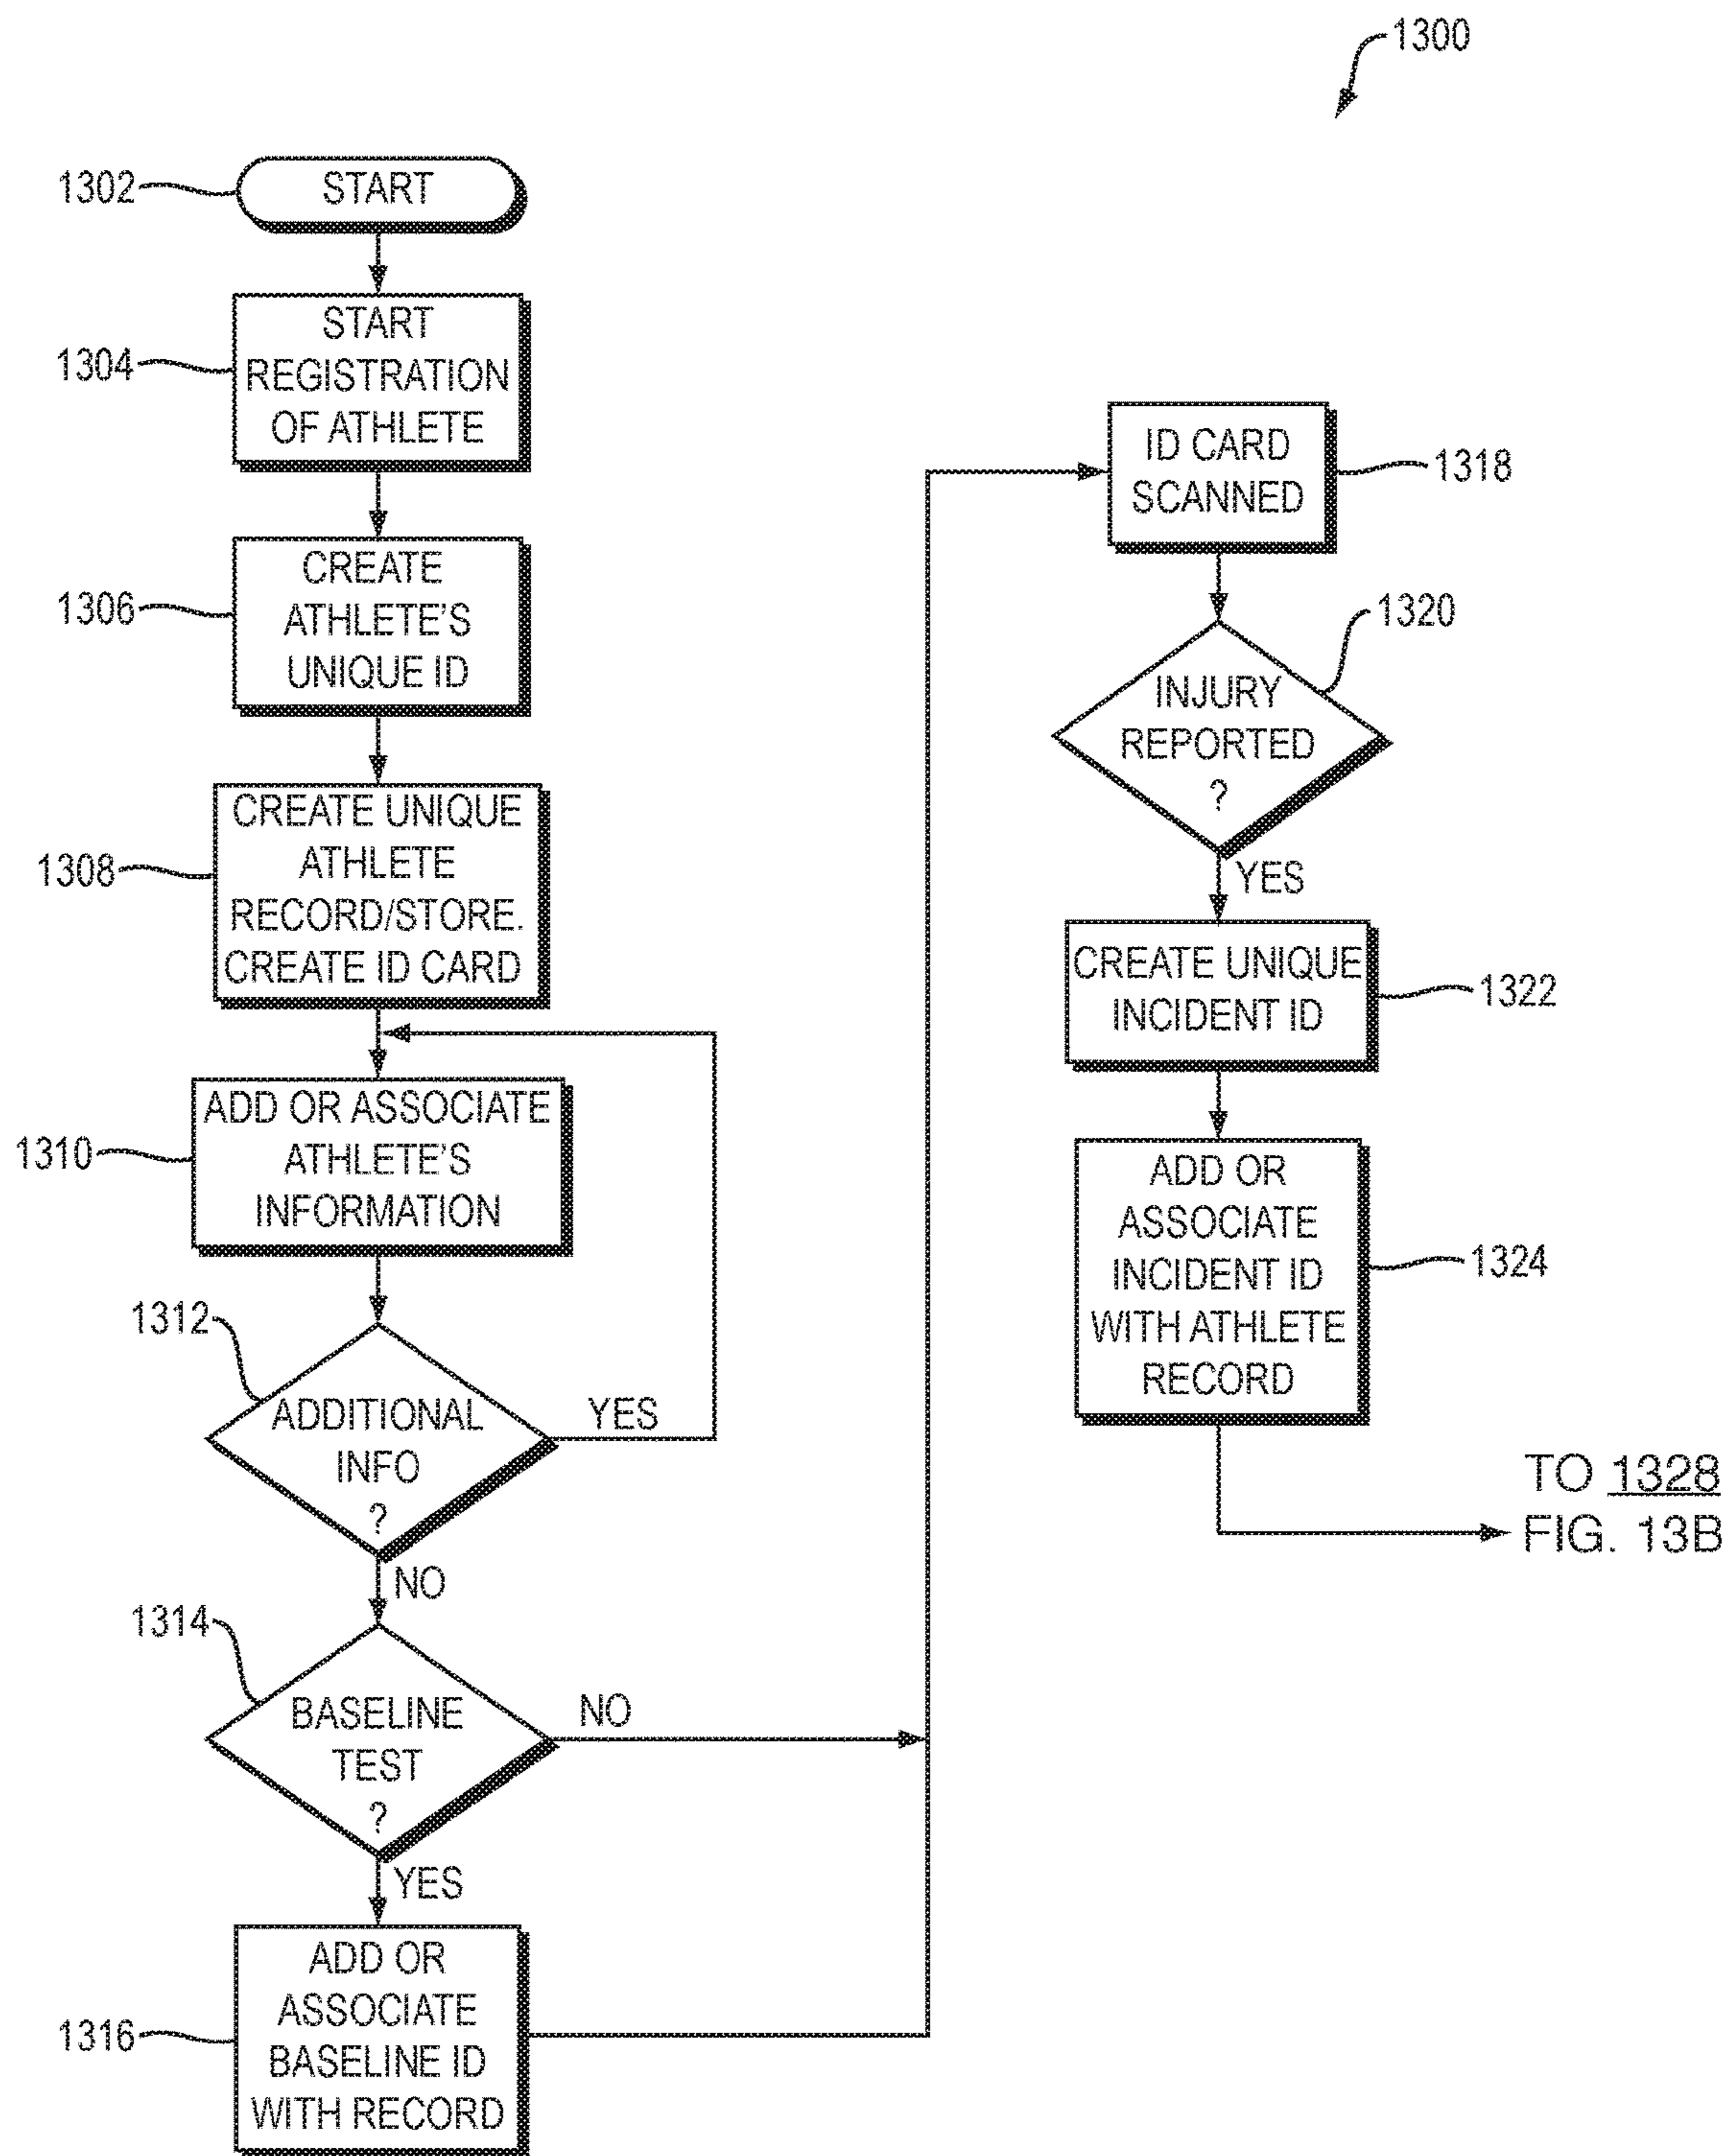 1300
1302
START
1304
START
REGISTRATION
OF ATHLETE
1306
CREATE
ATHLETE'S
UNIQUE ID
1308
CREATE UNIQUE
ATHLETE
RECORD/STORE.
CREATE ID CARD
1310
ADD OR ASSOCIATE
ATHLETE'S
INFORMATION
1312
ADDITIONAL
INFO
?
YES
NO
1314
BASELINE
TEST
?
NO
YES
1316
ADD OR
ASSOCIATE
BASELINE ID
WITH RECORD
ID CARD
SCANNED
1318
1320
INJURY
REPORTED
?
YES
CREATE UNIQUE
INCIDENT ID
1322
ADD OR
ASSOCIATE
INCIDENT ID
WITH ATHLETE
RECORD
1324
TO 1328
FIG. 13B